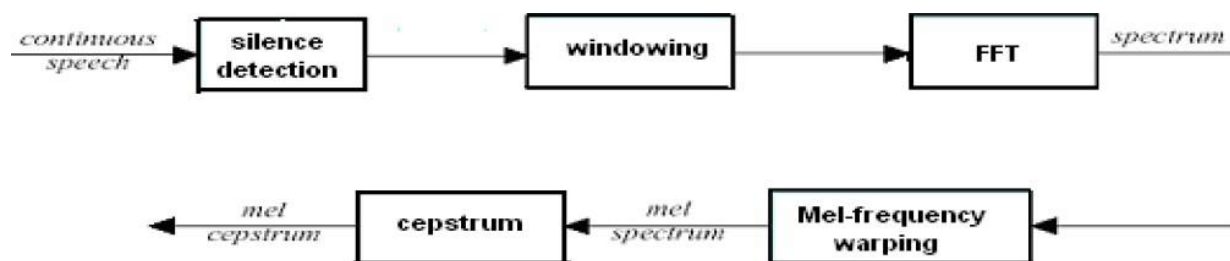 continuous
speech
silence
detection
windowing
FFT
spectrum
mel
cepstrum
cepstrum
mel
spectrum
Mel-frequency
warping